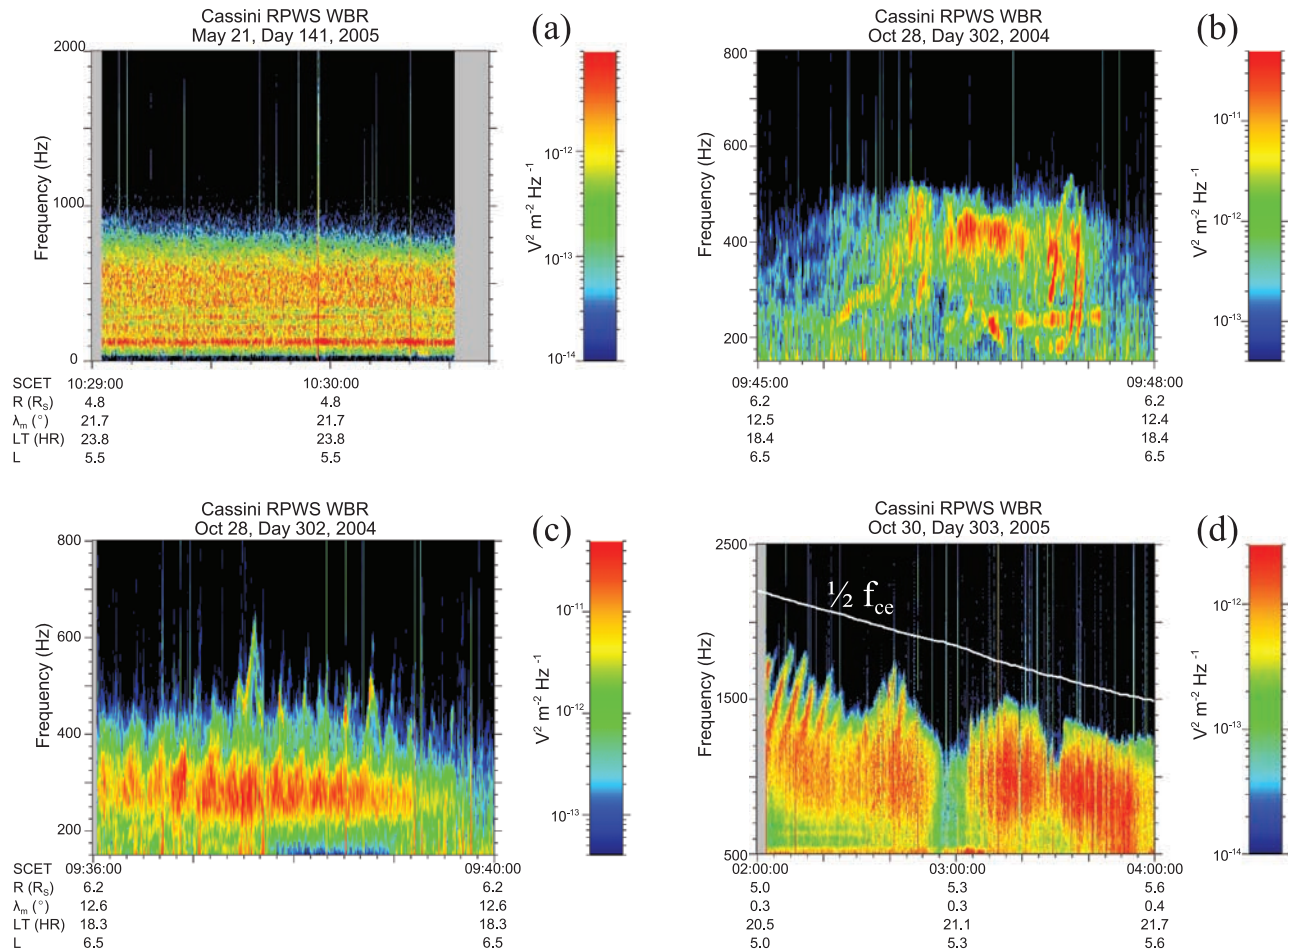 Cassini RPWS WBR
May 21, Day 141, 2005
(a)
2000
1000
0
Frequency (Hz)
10⁻¹²
10⁻¹³
10⁻¹⁴
V² m⁻² Hz ⁻¹
SCET 10:29:00 10:30:00
R (R_S) 4.8 4.8
λ_m (°) 21.7 21.7
LT (HR) 23.8 23.8
L 5.5 5.5
Cassini RPWS WBR
Oct 28, Day 302, 2004
(b)
800
600
400
200
Frequency (Hz)
10⁻¹¹
10⁻¹²
10⁻¹³
V² m⁻² Hz ⁻¹
09:45:00 09:48:00
6.2 6.2
12.5 12.4
18.4 18.4
6.5 6.5
Cassini RPWS WBR
Oct 28, Day 302, 2004
(c)
800
600
400
200
Frequency (Hz)
10⁻¹¹
10⁻¹²
10⁻¹³
V² m⁻² Hz ⁻¹
SCET 09:36:00 09:40:00
R (R_S) 6.2 6.2
λ_m (°) 12.6 12.6
LT (HR) 18.3 18.3
L 6.5 6.5
Cassini RPWS WBR
Oct 30, Day 303, 2005
(d)
2500
1500
500
Frequency (Hz)
½ f_ce
10⁻¹²
10⁻¹³
10⁻¹⁴
V² m⁻² Hz ⁻¹
02:00:00 03:00:00 04:00:00
5.0 5.3 5.6
0.3 0.3 0.4
20.5 21.1 21.7
5.0 5.3 5.6